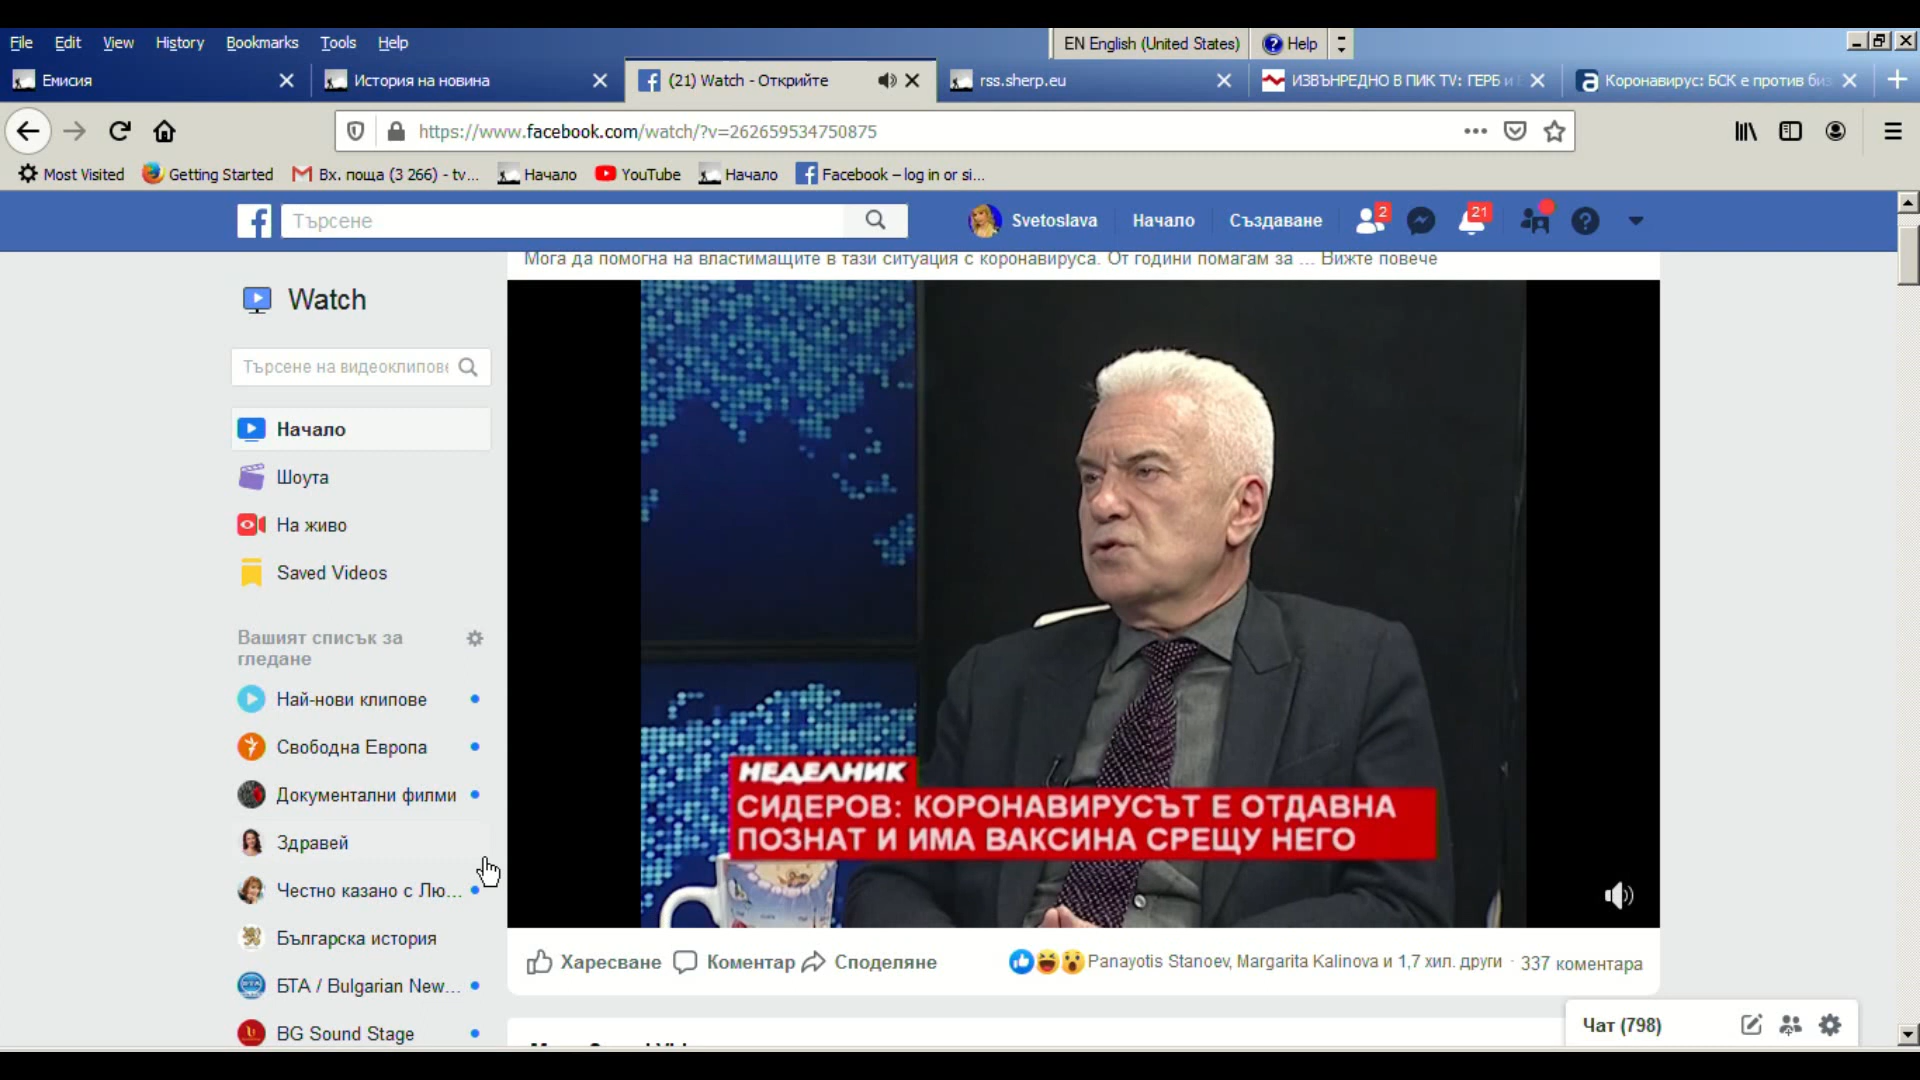 File Edit View History Bookmarks Tools Help
EN English (United States) Help
Емисия
История на новина
(21) Watch - Открийте
rss.sherp.eu
ИЗВЪНРЕДНО В ПИК TV: ГЕРБ и
Коронавирус: БСК е против биз
https://www.facebook.com/watch/?v=262659534750875
Most Visited
Getting Started
Вх. поща (3 266) - tv...
Начало
YouTube
Начало
Facebook – log in or si...
Търсене
Svetoslava
Начало
Създаване
2
21
Мога да помогна на властимащите в тази ситуация с коронавируса. От години помагам за ... Вижте повече
Watch
Търсене на видеоклипове
Начало
Шоута
На живо
Saved Videos
Вашият списък за
гледане
Най-нови клипове
Свободна Европа
Документални филми
Здравей
Честно казано с Лю...
Българска история
БТА / Bulgarian New...
BG Sound Stage
НЕДЕЛНИК
СИДЕРОВ: КОРОНАВИРУСЪТ Е ОТДАВНА
ПОЗНАТ И ИМА ВАКСИНА СРЕЩУ НЕГО
Харесване
Коментар
Споделяне
Panayotis Stanoev, Margarita Kalinova и 1,7 хил. други · 337 коментара
Чат (798)